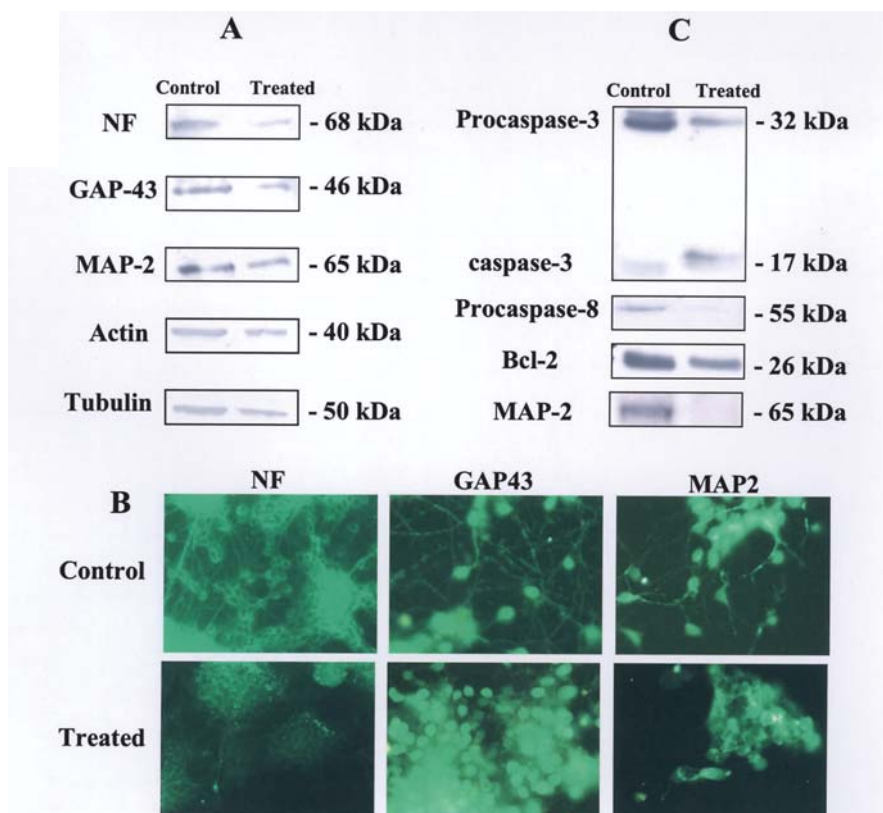 A
Control Treated
NF - 68 kDa
GAP-43 - 46 kDa
MAP-2 - 65 kDa
Actin - 40 kDa
Tubulin - 50 kDa
C
Control Treated
Procaspase-3 - 32 kDa
caspase-3 - 17 kDa
Procaspase-8 - 55 kDa
Bcl-2 - 26 kDa
MAP-2 - 65 kDa
B
NF GAP43 MAP2
Control
Treated